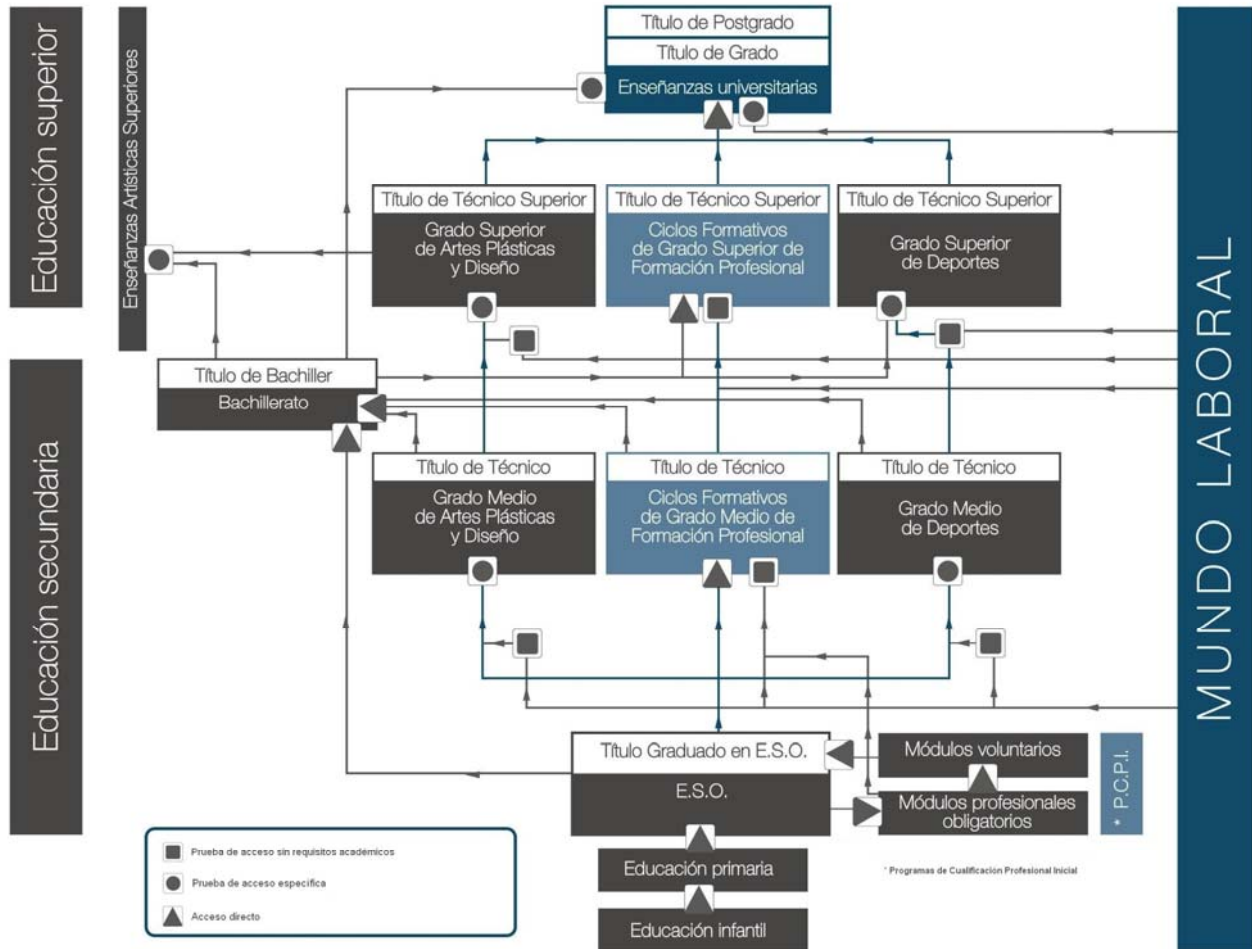 Educación superior
Enseñanzas Artísticas Superiores
Título de Postgrado
Título de Grado
Enseñanzas universitarias
Título de Técnico Superior
Grado Superior
de Artes Plásticas
y Diseño
Título de Técnico Superior
Ciclos Formativos
de Grado Superior de
Formación Profesional
Título de Técnico Superior
Grado Superior
de Deportes
MUNDO LABORAL
Educación secundaria
Título de Bachiller
Bachillerato
Título de Técnico
Grado Medio
de Artes Plásticas
y Diseño
Título de Técnico
Ciclos Formativos
de Grado Medio de
Formación Profesional
Título de Técnico
Grado Medio
de Deportes
Título Graduado en E.S.O.
E.S.O.
Módulos voluntarios
Módulos profesionales
obligatorios
* P.C.P.I.
Educación primaria
Educación infantil
* Programas de Cualificación Profesional Inicial
Prueba de acceso sin requisitos académicos
Prueba de acceso específica
Acceso directo